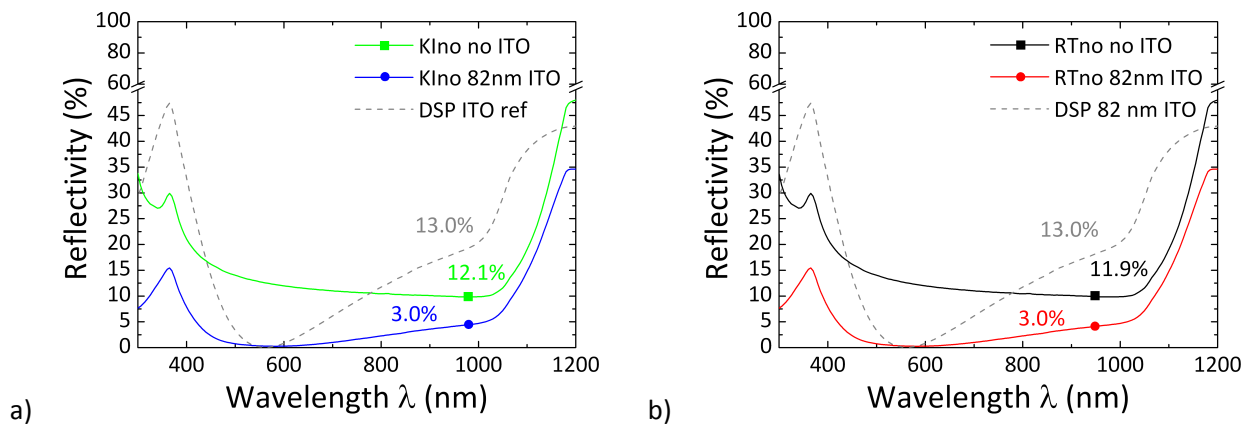 100
80
60
45
40
35
30
25
20
15
10
5
0
Reflectivity (%)
KIno no ITO
KIno 82nm ITO
DSP ITO ref
13.0%
12.1%
3.0%
400 600 800 1000 1200
Wavelength λ (nm)
a)
100
80
60
45
40
35
30
25
20
15
10
5
0
Reflectivity (%)
RTno no ITO
RTno 82nm ITO
DSP 82 nm ITO
13.0%
11.9%
3.0%
400 600 800 1000 1200
Wavelength λ (nm)
b)